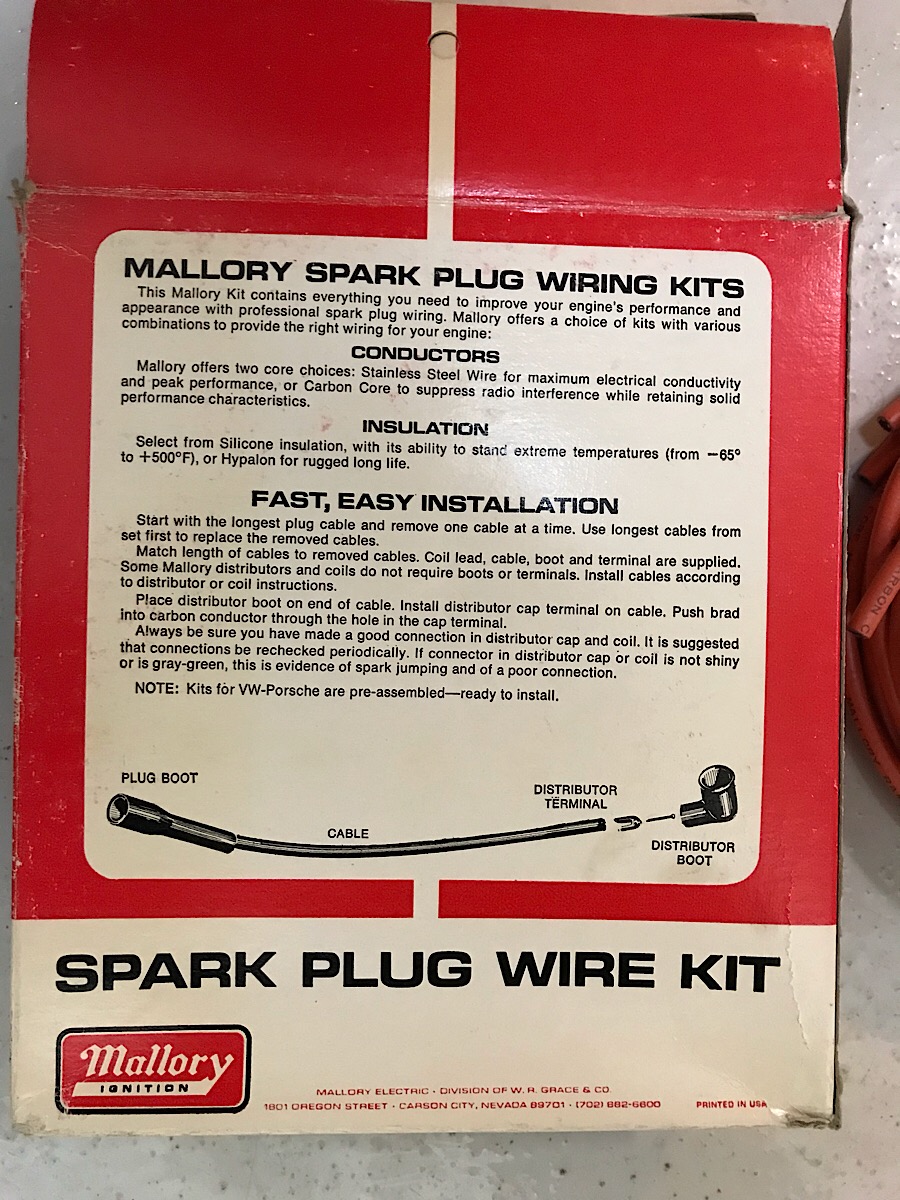 MALLORY SPARK PLUG WIRING KITS
This Mallory Kit contains everything you need to improve your engine's performance and
appearance with professional spark plug wiring. Mallory offers a choice of kits with various
combinations to provide the right wiring for your engine:
CONDUCTORS
Mallory offers two core choices: Stainless Steel Wire for maximum electrical conductivity
and peak performance, or Carbon Core to suppress radio interference while retaining solid
performance characteristics.
INSULATION
Select from Silicone insulation, with its ability to stand extreme temperatures (from −65°
to +500°F), or Hypalon for rugged long life.
FAST, EASY INSTALLATION
Start with the longest plug cable and remove one cable at a time. Use longest cables from
set first to replace the removed cables.
Match length of cables to removed cables. Coil lead, cable, boot and terminal are supplied.
Some Mallory distributors and coils do not require boots or terminals. Install cables according
to distributor or coil instructions.
Place distributor boot on end of cable. Install distributor cap terminal on cable. Push brad
into carbon conductor through the hole in the cap terminal.
Always be sure you have made a good connection in distributor cap and coil. It is suggested
that connections be rechecked periodically. If connector in distributor cap or coil is not shiny
or is gray-green, this is evidence of spark jumping and of a poor connection.
NOTE: Kits for VW-Porsche are pre-assembled—ready to install.
PLUG BOOT
CABLE
DISTRIBUTOR
TERMINAL
DISTRIBUTOR
BOOT
SPARK PLUG WIRE KIT
Mallory
IGNITION
MALLORY ELECTRIC · DIVISION OF W. R. GRACE & CO.
1801 OREGON STREET · CARSON CITY, NEVADA 89701 · (702) 882-6600
PRINTED IN USA